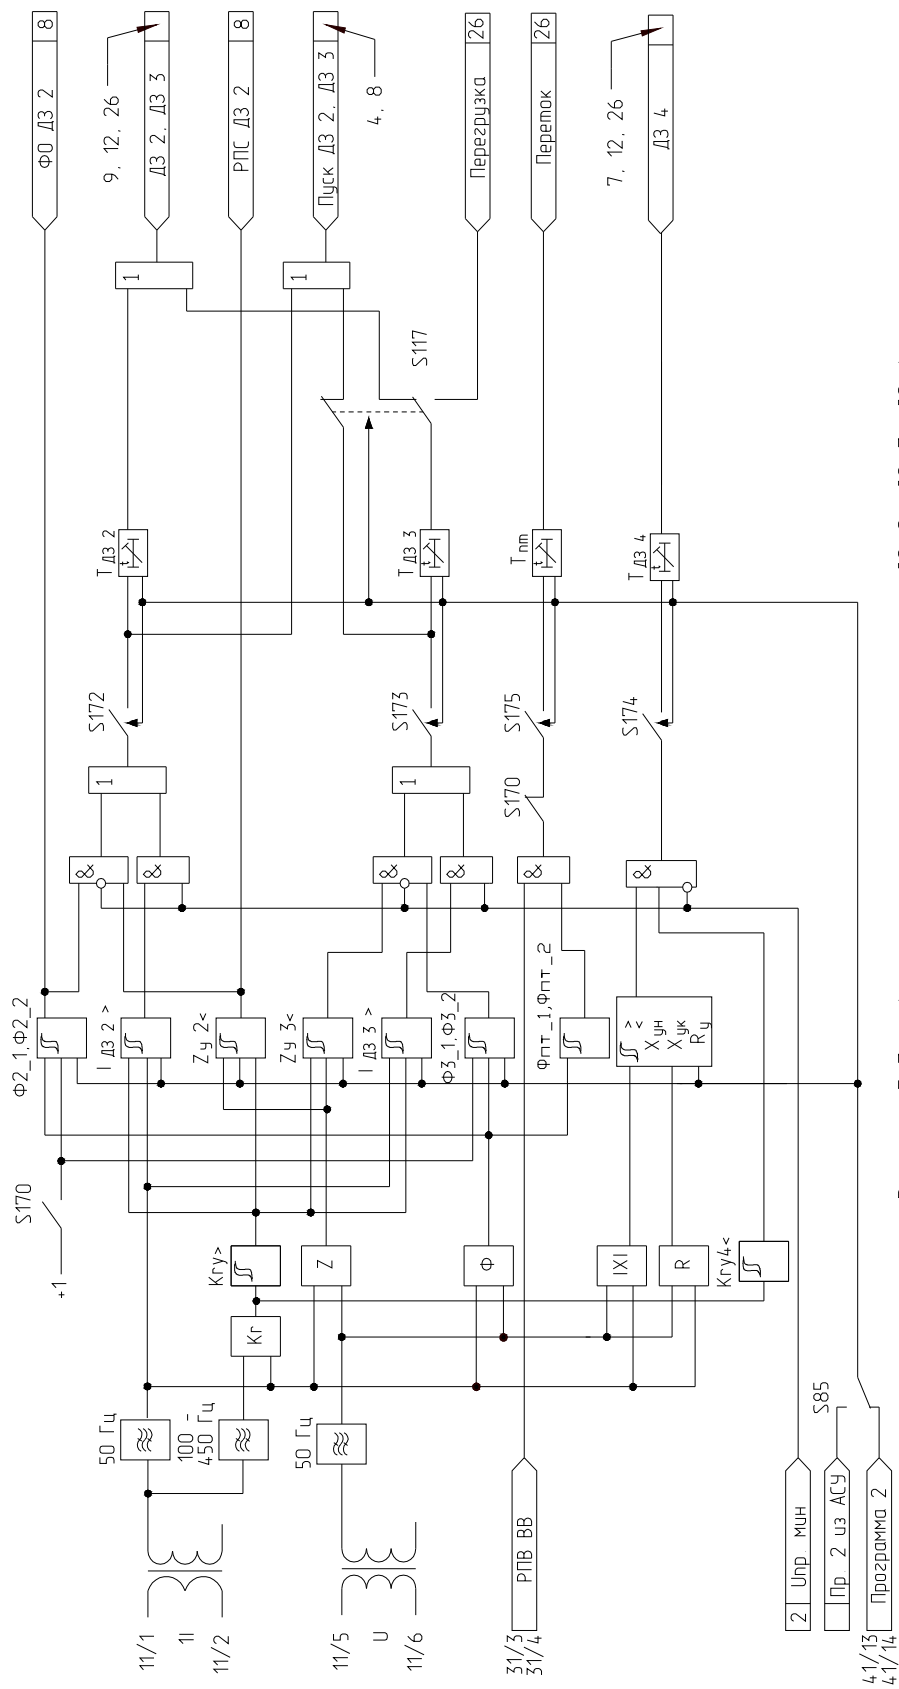 ФО ДЗ 2
8
9, 12, 26
ДЗ 2, ДЗ 3
РПС ДЗ 2
8
Пуск ДЗ 2, ДЗ 3
4, 8
Перегрузка
26
Переток
26
7, 12, 26
ДЗ 4
1
1
S117
T ДЗ 2
t
T ДЗ 3
t
T пт
t
T ДЗ 4
t
S172
S173
S175
S174
1
1
S170
&
&
&
&
&
&
Ф2_1,Ф2_2
I ДЗ 2 >
Zу 2<
Zу 3<
I ДЗ 3 >
Ф3_1,Ф3_2
Фпт_1,Фпт_2
> <
Xун
Xук
Rу
S170
+1
Kгу>
Z
Ф
|X|
R
Kгу4<
Kг
50 Гц
100 -
450 Гц
50 Гц
S85
11/1
1I
11/2
11/5
U
11/6
31/3
31/4
РПВ ВВ
2
Uпр. мин
Пр 2 из АСУ
41/13
41/14
Программа 2